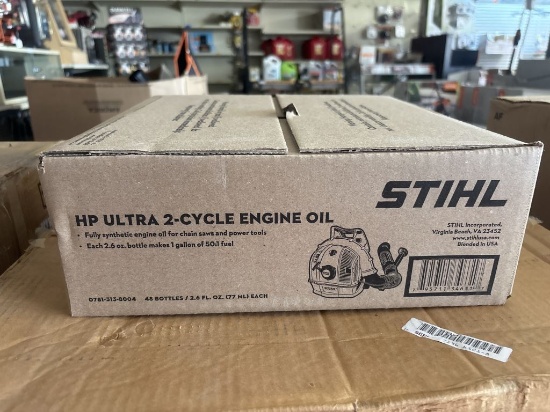 HP ULTRA 2-CYCLE ENGINE OIL
• Fully synthetic engine oil for chain saws and power tools
• Each 2.6 oz. bottle makes 1 gallon of 50:1 fuel
0781-313-8004 48 BOTTLES / 2.6 FL. OZ. (77 ML) EACH
STIHL
STIHL Incorporated.
Virginia Beach, VA 23452
www.stihlusa.com
Blended in USA